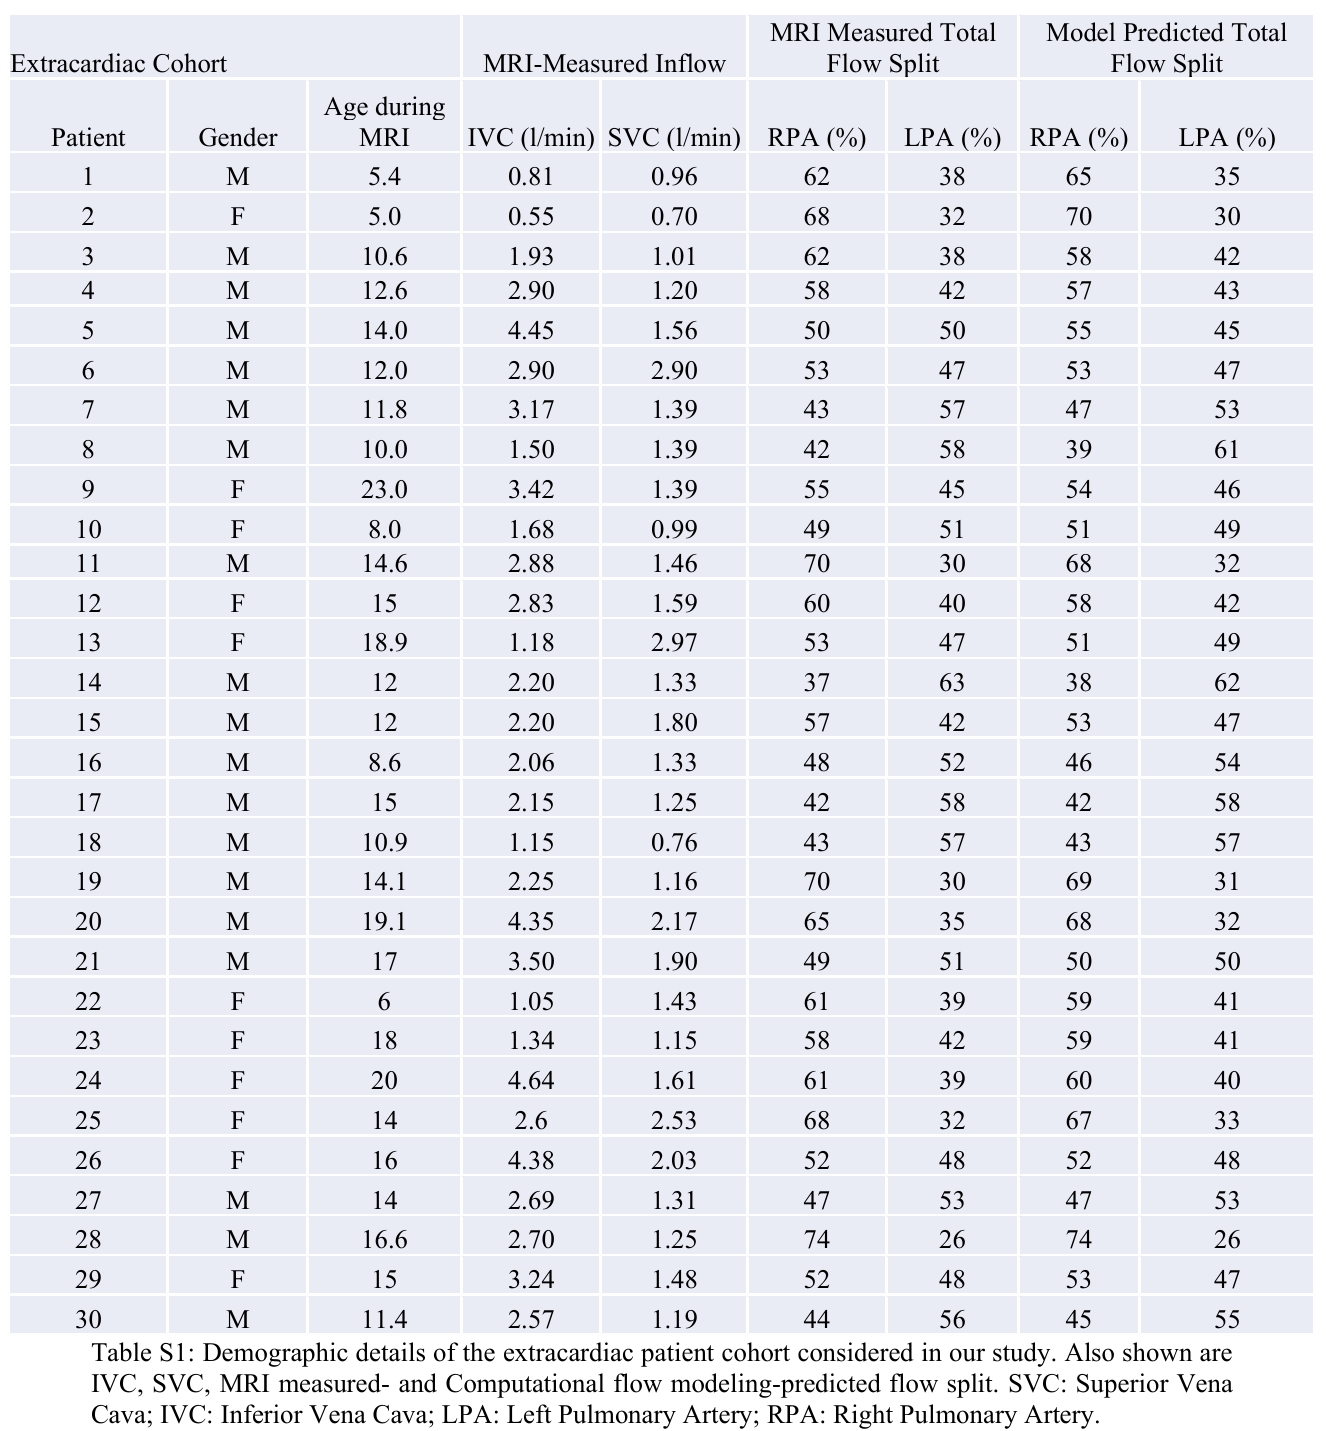 MRI Measured Total Model Predicted Total
Extracardiac Cohort MRI-Measured Inflow Flow Split Flow Split
Age during
Patient Gender MRI IVC (l/min) SVC (l/min) RPA (%) LPA (%) RPA (%) LPA (%)
1 M 5.4 0.81 0.96 62 38 65 35
2 F 5.0 0.55 0.70 68 32 70 30
3 M 10.6 1.93 1.01 62 38 58 42
4 M 12.6 2.90 1.20 58 42 57 43
5 M 14.0 4.45 1.56 50 50 55 45
6 M 12.0 2.90 2.90 53 47 53 47
7 M 11.8 3.17 1.39 43 57 47 53
8 M 10.0 1.50 1.39 42 58 39 61
9 F 23.0 3.42 1.39 55 45 54 46
10 F 8.0 1.68 0.99 49 51 51 49
11 M 14.6 2.88 1.46 70 30 68 32
12 F 15 2.83 1.59 60 40 58 42
13 F 18.9 1.18 2.97 53 47 51 49
14 M 12 2.20 1.33 37 63 38 62
15 M 12 2.20 1.80 57 42 53 47
16 M 8.6 2.06 1.33 48 52 46 54
17 M 15 2.15 1.25 42 58 42 58
18 M 10.9 1.15 0.76 43 57 43 57
19 M 14.1 2.25 1.16 70 30 69 31
20 M 19.1 4.35 2.17 65 35 68 32
21 M 17 3.50 1.90 49 51 50 50
22 F 6 1.05 1.43 61 39 59 41
23 F 18 1.34 1.15 58 42 59 41
24 F 20 4.64 1.61 61 39 60 40
25 F 14 2.6 2.53 68 32 67 33
26 F 16 4.38 2.03 52 48 52 48
27 M 14 2.69 1.31 47 53 47 53
28 M 16.6 2.70 1.25 74 26 74 26
29 F 15 3.24 1.48 52 48 53 47
30 M 11.4 2.57 1.19 44 56 45 55
Table S1: Demographic details of the extracardiac patient cohort considered in our study. Also shown are
IVC, SVC, MRI measured- and Computational flow modeling-predicted flow split. SVC: Superior Vena
Cava; IVC: Inferior Vena Cava; LPA: Left Pulmonary Artery; RPA: Right Pulmonary Artery.